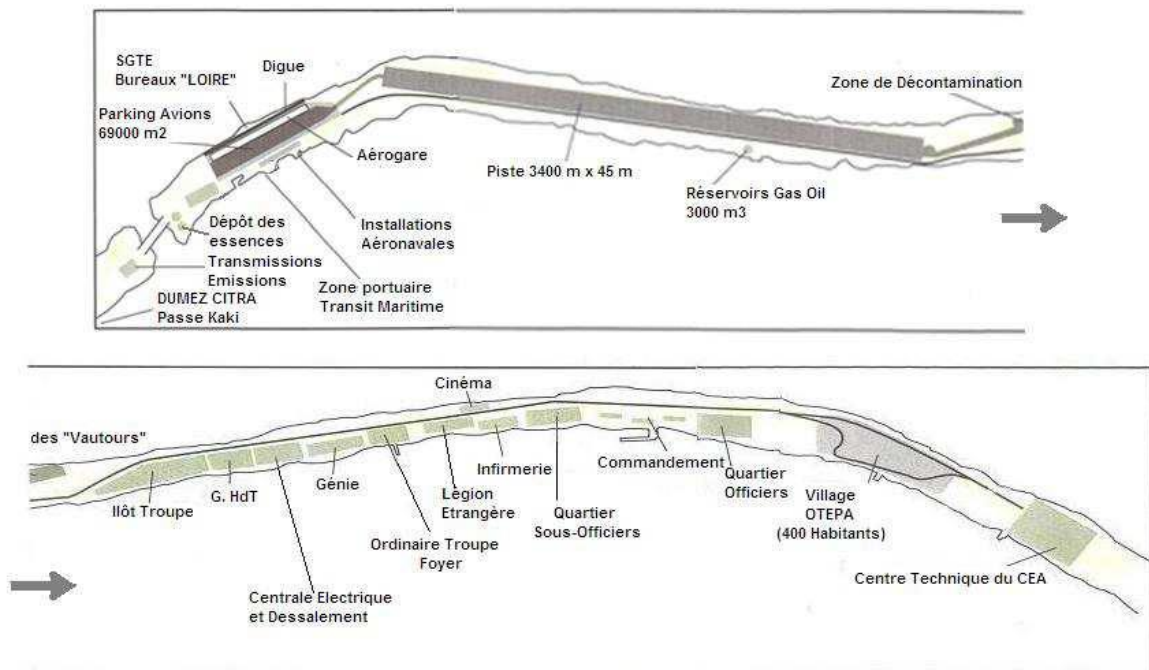 SGTE
Bureaux "LOIRE"
Digue
Zone de Décontamination
Parking Avions
69000 m2
Aérogare
Piste 3400 m x 45 m
Réservoirs Gas Oil
3000 m3
Dépôt des
essences
Installations
Aéronavales
Transmissions
Emissions
Zone portuaire
Transit Maritime
DUMEZ CITRA
Passe Kaki
Cinéma
des "Vautours"
Ilôt Troupe
G. HdT
Génie
Infirmerie
Commandement
Légion
Etrangère
Quartier
Sous-Officiers
Quartier
Officiers
Village
OTEPA
(400 Habitants)
Ordinaire Troupe
Foyer
Centrale Electrique
et Dessalement
Centre Technique du CEA